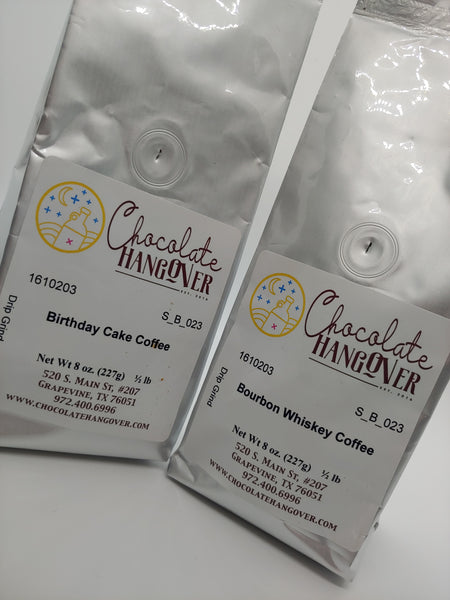 Chocolate
HANGOVER
EST. 2018
1610203
S_B_023
Drip Grind
Birthday Cake Coffee
Net Wt 8 oz. (227g) ½ lb
520 S. MAIN ST, #207
GRAPEVINE, TX 76051
972.400.6996
WWW.CHOCOLATEHANGOVER.COM
Chocolate
HANGOVER
EST. 2018
1610203
S_B_023
Drip Grind
Bourbon Whiskey Coffee
Net Wt 8 oz. (227g) ½ lb
520 S. MAIN ST, #207
GRAPEVINE, TX 76051
972.400.6996
WWW.CHOCOLATEHANGOVER.COM